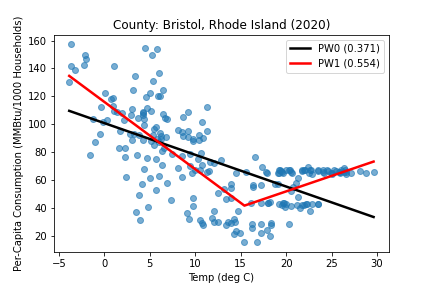 County: Bristol, Rhode Island (2020)
Per-Capita Consumption (MMBtu/1000 Households)
160
140
120
100
80
60
40
20
PW0 (0.371)
PW1 (0.554)
−5 0 5 10 15 20 25 30
Temp (deg C)